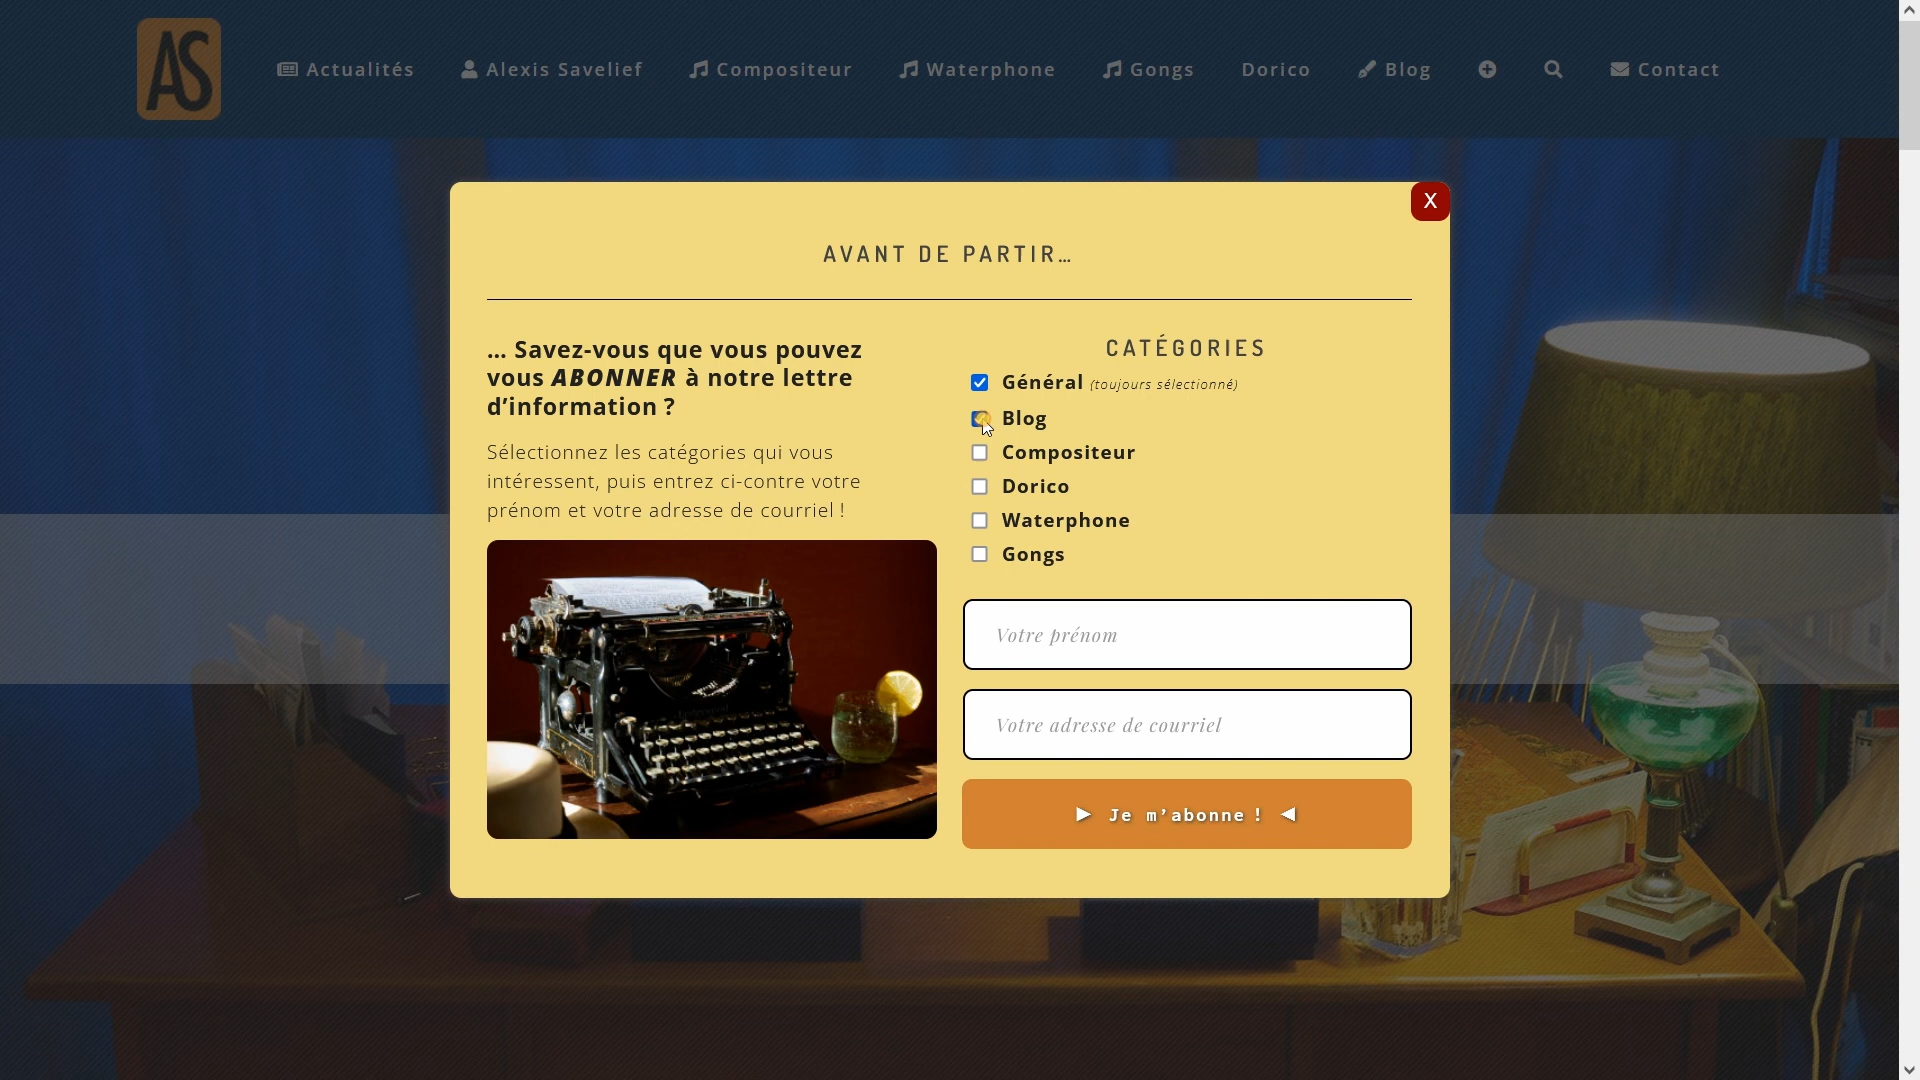 AS
Actualités
Alexis Savelief
Compositeur
Waterphone
Gongs
Dorico
Blog
Contact
X
AVANT DE PARTIR…
… Savez-vous que vous pouvez
vous ABONNER à notre lettre
d’information ?
Sélectionnez les catégories qui vous
intéressent, puis entrez ci-contre votre
prénom et votre adresse de courriel !
CATÉGORIES
Général (toujours sélectionné)
Blog
Compositeur
Dorico
Waterphone
Gongs
Votre prénom
Votre adresse de courriel
► Je m’abonne ! ◄